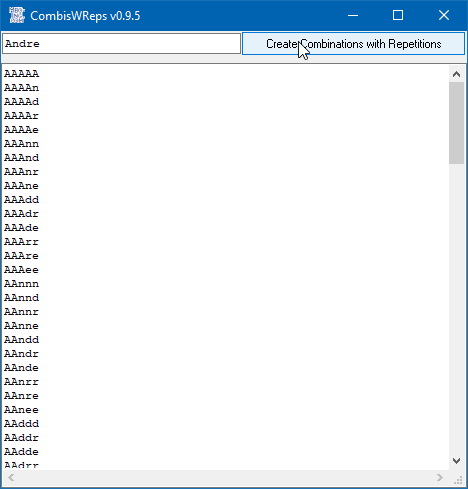 CombisWReps v0.9.5
Andre
Create Combinations with Repetitions
AAAAA
AAAAn
AAAAd
AAAAr
AAAAe
AAAnn
AAAnd
AAAnr
AAAne
AAAdd
AAAdr
AAAde
AAArr
AAAre
AAAee
AAnnn
AAnnd
AAnnr
AAnne
AAndd
AAndr
AAnde
AAnrr
AAnre
AAnee
AAddd
AAddr
AAdde
AAdrr